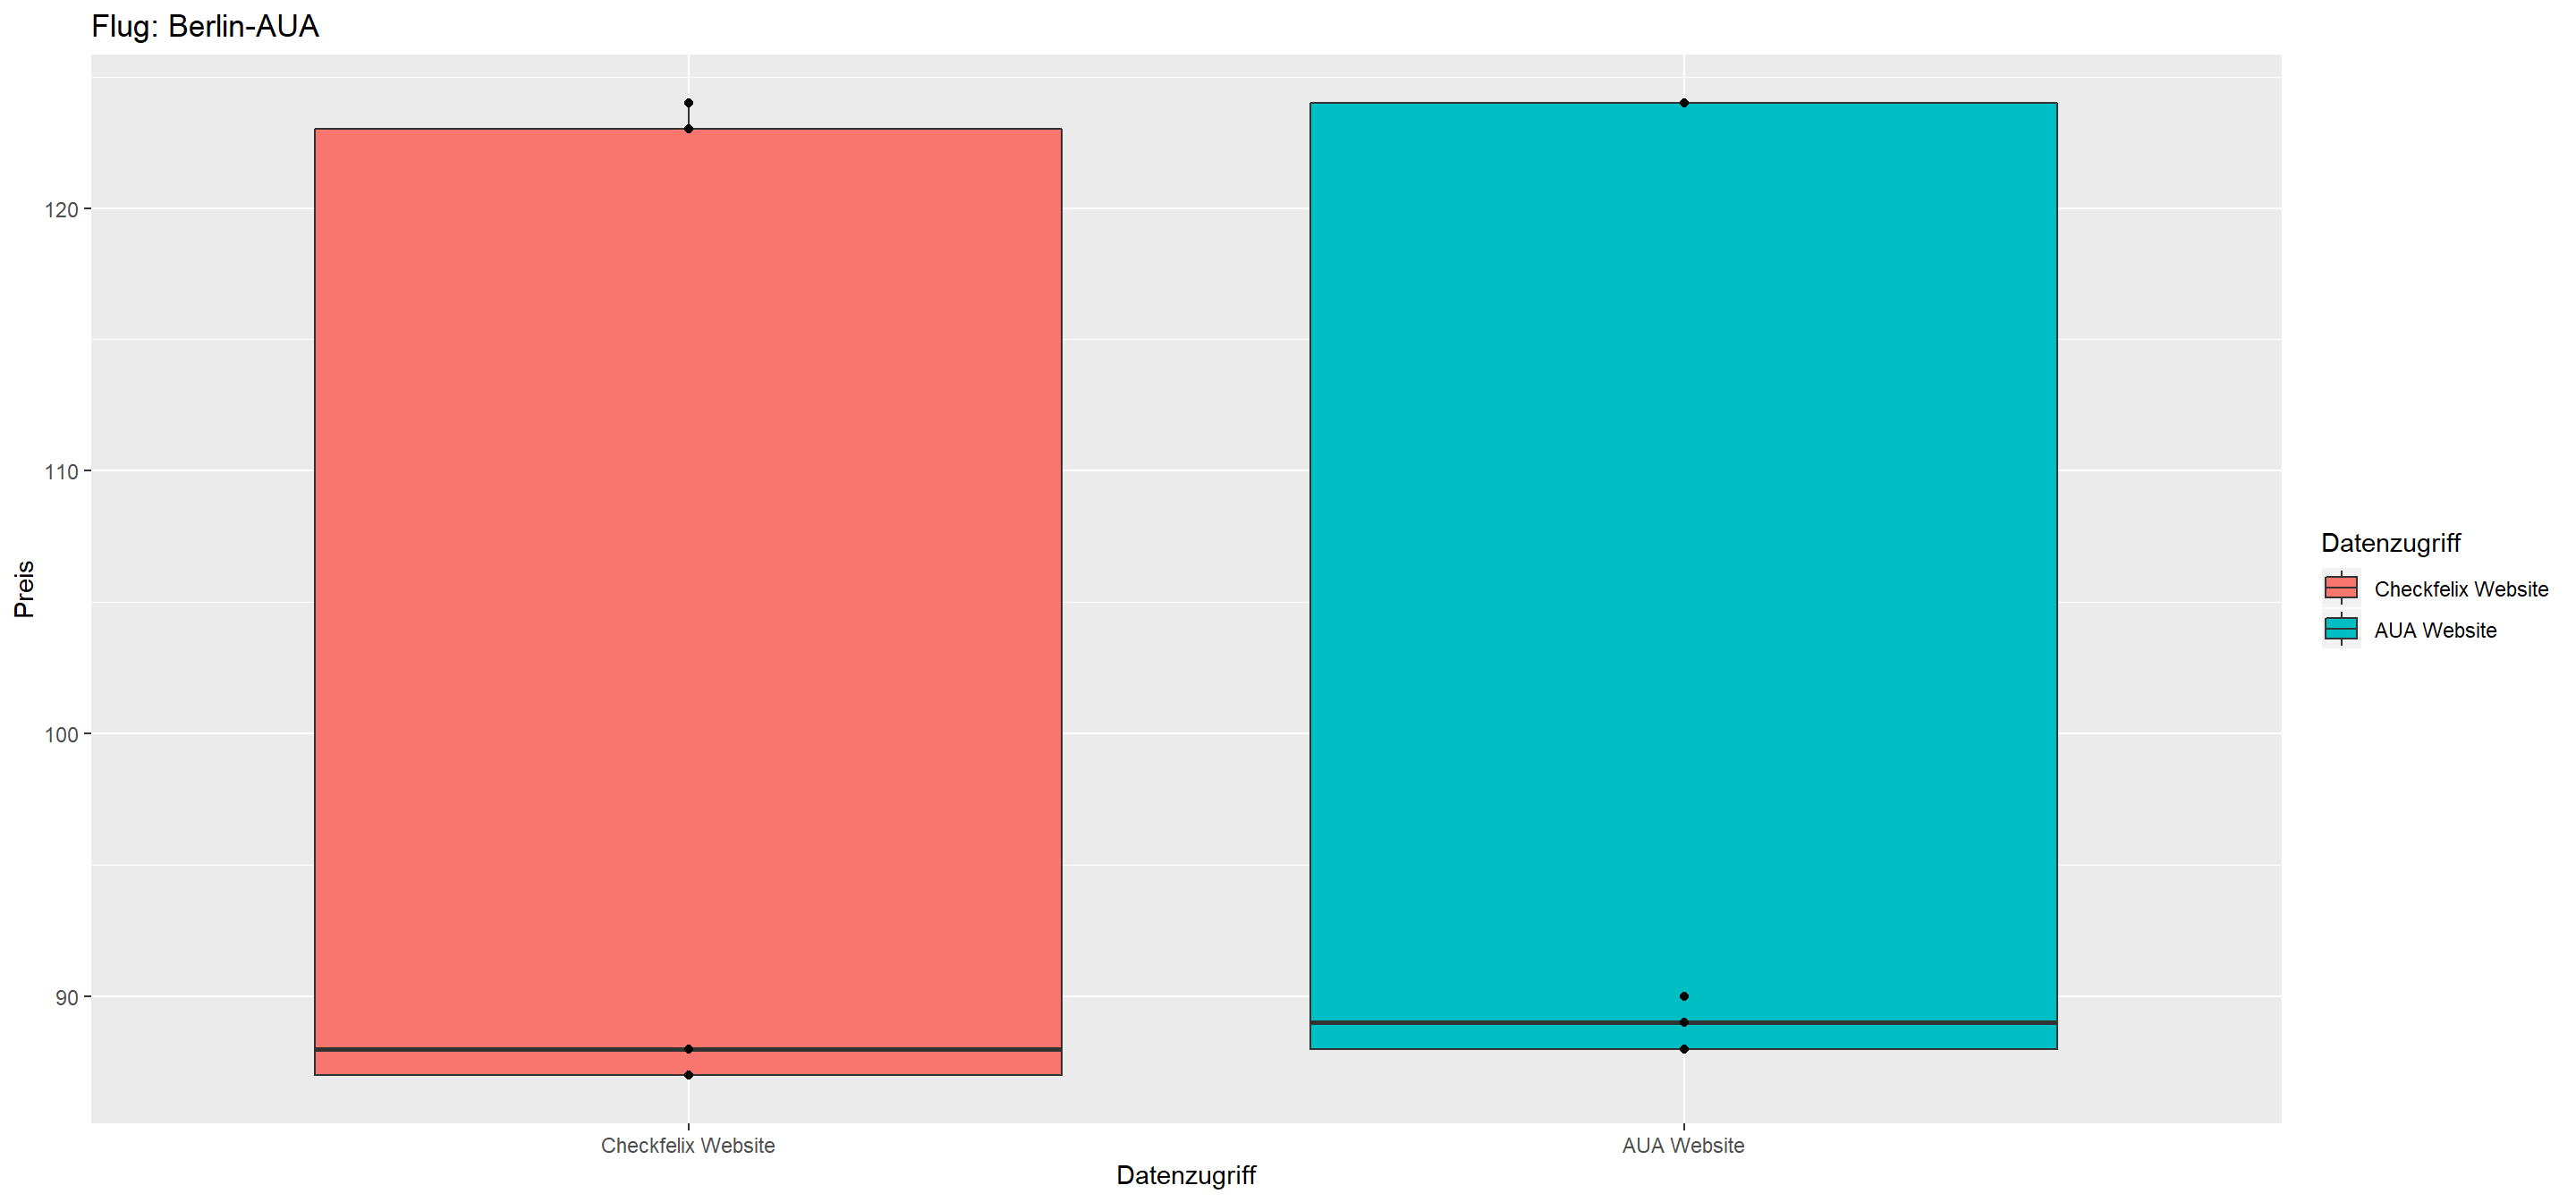 Flug: Berlin-AUA
Preis
120
110
100
90
Checkfelix Website
AUA Website
Datenzugriff
Datenzugriff
Checkfelix Website
AUA Website